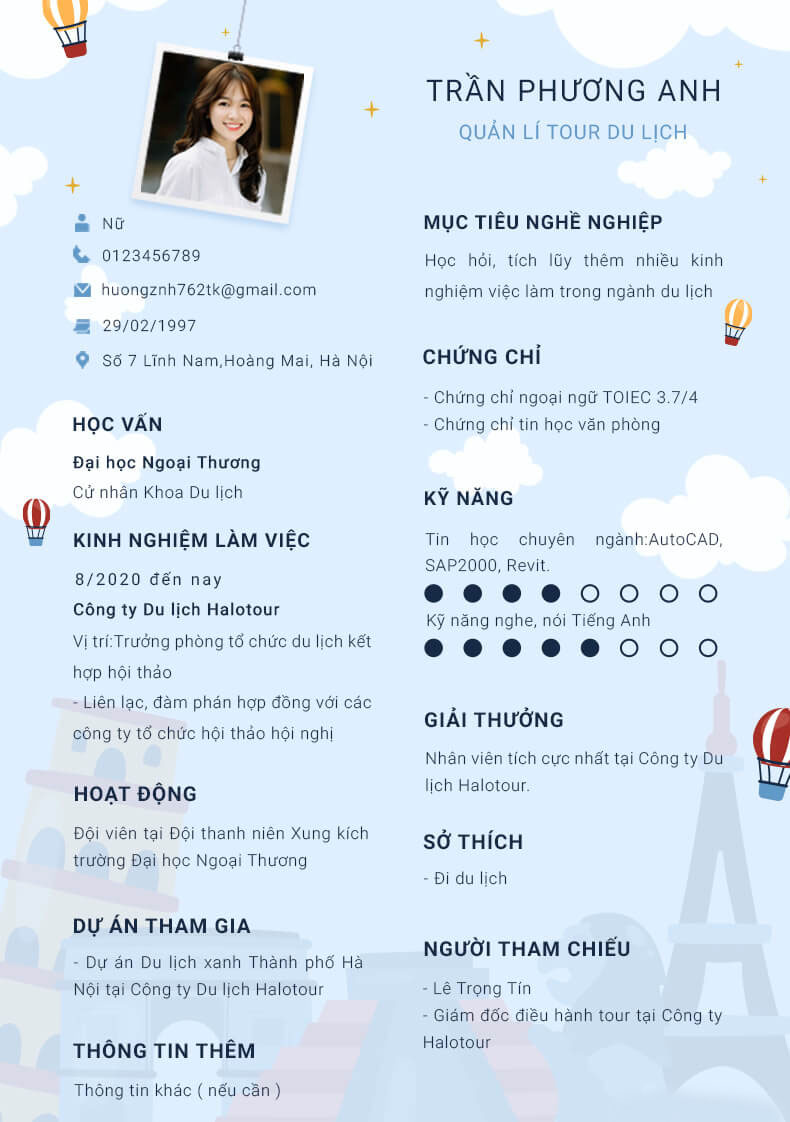 TRẦN PHƯƠNG ANH
QUẢN LÍ TOUR DU LỊCH
Nữ
0123456789
huongznh762tk@gmail.com
29/02/1997
Số 7 Lĩnh Nam,Hoàng Mai, Hà Nội
HỌC VẤN
Đại học Ngoại Thương
Cử nhân Khoa Du lịch
KINH NGHIỆM LÀM VIỆC
8/2020 đến nay
Công ty Du lịch Halotour
Vị trí:Trưởng phòng tổ chức du lịch kết
hợp hội thảo
- Liên lạc, đàm phán hợp đồng với các
công ty tổ chức hội thảo hội nghị
HOẠT ĐỘNG
Đội viên tại Đội thanh niên Xung kích
trường Đại học Ngoại Thương
DỰ ÁN THAM GIA
- Dự án Du lịch xanh Thành phố Hà
Nội tại Công ty Du lịch Halotour
THÔNG TIN THÊM
Thông tin khác ( nếu cần )
MỤC TIÊU NGHỀ NGHIỆP
Học hỏi, tích lũy thêm nhiều kinh
nghiệm việc làm trong ngành du lịch
CHỨNG CHỈ
- Chứng chỉ ngoại ngữ TOIEC 3.7/4
- Chứng chỉ tin học văn phòng
KỸ NĂNG
Tin học chuyên ngành:AutoCAD,
SAP2000, Revit.
Kỹ năng nghe, nói Tiếng Anh
GIẢI THƯỞNG
Nhân viên tích cực nhất tại Công ty Du
lịch Halotour.
SỞ THÍCH
- Đi du lịch
NGƯỜI THAM CHIẾU
- Lê Trọng Tín
- Giám đốc điều hành tour tại Công ty
Halotour